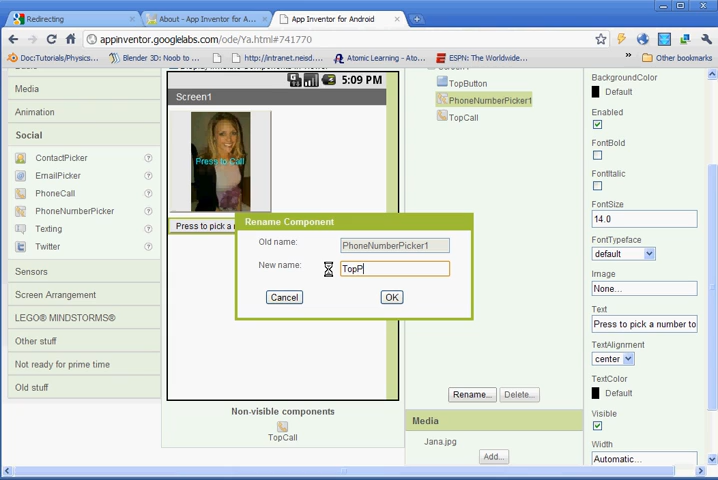 Redirecting
About - App Inventor for A...
App Inventor for Android
appinventor.googlelabs.com/ode/Ya.html#741770
Doc:Tutorials/Physics...
Blender 3D: Noob to ...
http://intranet.neisd...
Atomic Learning - Ato...
ESPN: The Worldwide...
»
Other bookmarks
Media
Animation
Social
ContactPicker
EmailPicker
PhoneCall
PhoneNumberPicker
Texting
Twitter
Sensors
Screen Arrangement
LEGO® MINDSTORMS®
Other stuff
Not ready for prime time
Old stuff
5:09 PM
Screen1
Press to Call
Press to pick a n
Non-visible components
TopCall
Rename Component
Old name:
PhoneNumberPicker1
New name:
TopP
Cancel
OK
TopButton
PhoneNumberPicker1
TopCall
Rename...
Delete...
Media
Jana.jpg
Add...
BackgroundColor
Default
Enabled
FontBold
FontItalic
FontSize
14.0
FontTypeface
default
Image
None...
Text
Press to pick a number to
TextAlignment
center
TextColor
Default
Visible
Width
Automatic...